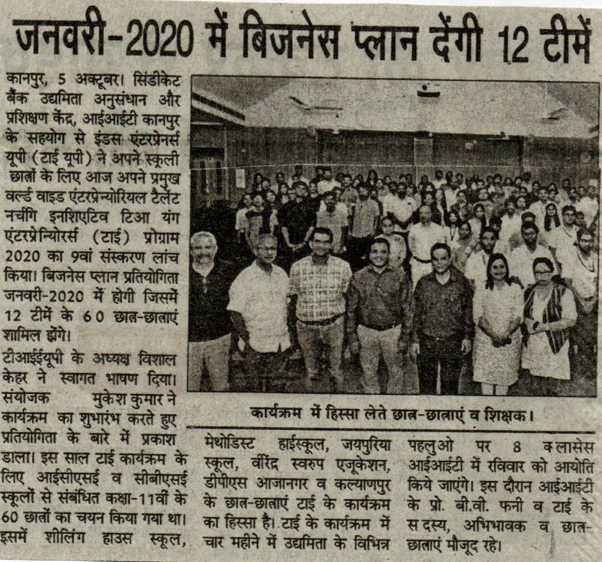 जनवरी-2020 में बिजनेस प्लान देंगी 12 टीमें
कानपुर, 5 अक्टूबर। सिंडीकेट
बैंक उद्यमिता अनुसंधान और
प्रशिक्षण केंद्र, आईआईटी कानपुर
के सहयोग से इंडस एंटरप्रेनर्स
यूपी (टाई यूपी) ने अपने स्कूली
छात्रों के लिए आज अपने प्रमुख
वर्ल्ड वाइड एंटरप्रेन्योरियल टैलेंट
नर्चंगि इनशिएटिव टिआ यंग
एंटरप्रेन्योिरर्स (टाई) प्रोग्राम
2020 का 9वां संस्करण लांच
किया। बिजनेस प्लान प्रतियोगिता
जनवरी-2020 में होगी जिसमें
12 टीमें के 60 छात्र-छात्राएं
शामिल झेंगे।
टीआईईयूपी के अध्यक्ष विशाल
केहर ने स्वागत भाषण दिया।
संयोजक मुकेश कुमार ने
कार्यक्रम का शुभारंभ करते हुए
प्रतियोगिता के बारे में प्रकाश
डाला। इस साल टाई कार्यक्रम के
लिए आईसीएसई व सीबीएसई
स्कूलों से संबंधित कक्षा-11वीं के
60 छात्रों का चयन किया गया था।
इसमें शीलिंग हाउस स्कूल,
कार्यक्रम में हिस्सा लेते छात्र-छात्राएं व शिक्षक।
मेथोडिस्ट हाईस्कूल, जयपुरिया
स्कूल, वीरेंद्र स्वरुप एजूकेशन,
डीपीएस आजानगर व कल्याणपुर
के छात्र-छात्राएं टाई के कार्यक्रम
का हिस्सा है। टाई के कार्यक्रम में
चार महीने में उद्यमिता के विभिन्न
पहलुओ पर 8 क्लासेस
आईआईटी में रविवार को आयोति
किये जाएंगे। इस दौरान आईआईटी
के प्रो. बी.वी. फनी व टाई के
सदस्य, अभिभावक व छात्र-
छात्राएं मौजूद रहे।